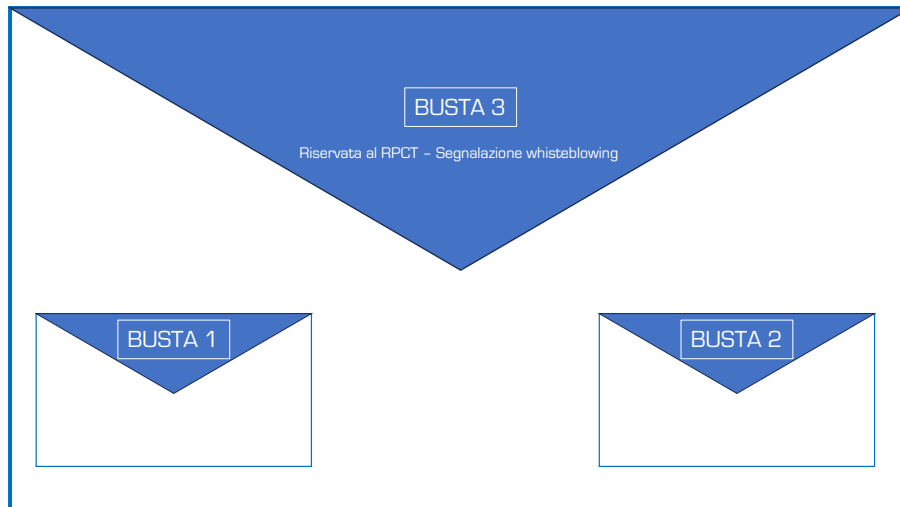 BUSTA 3
Riservata al RPCT – Segnalazione whisteblowing
BUSTA 1
BUSTA 2